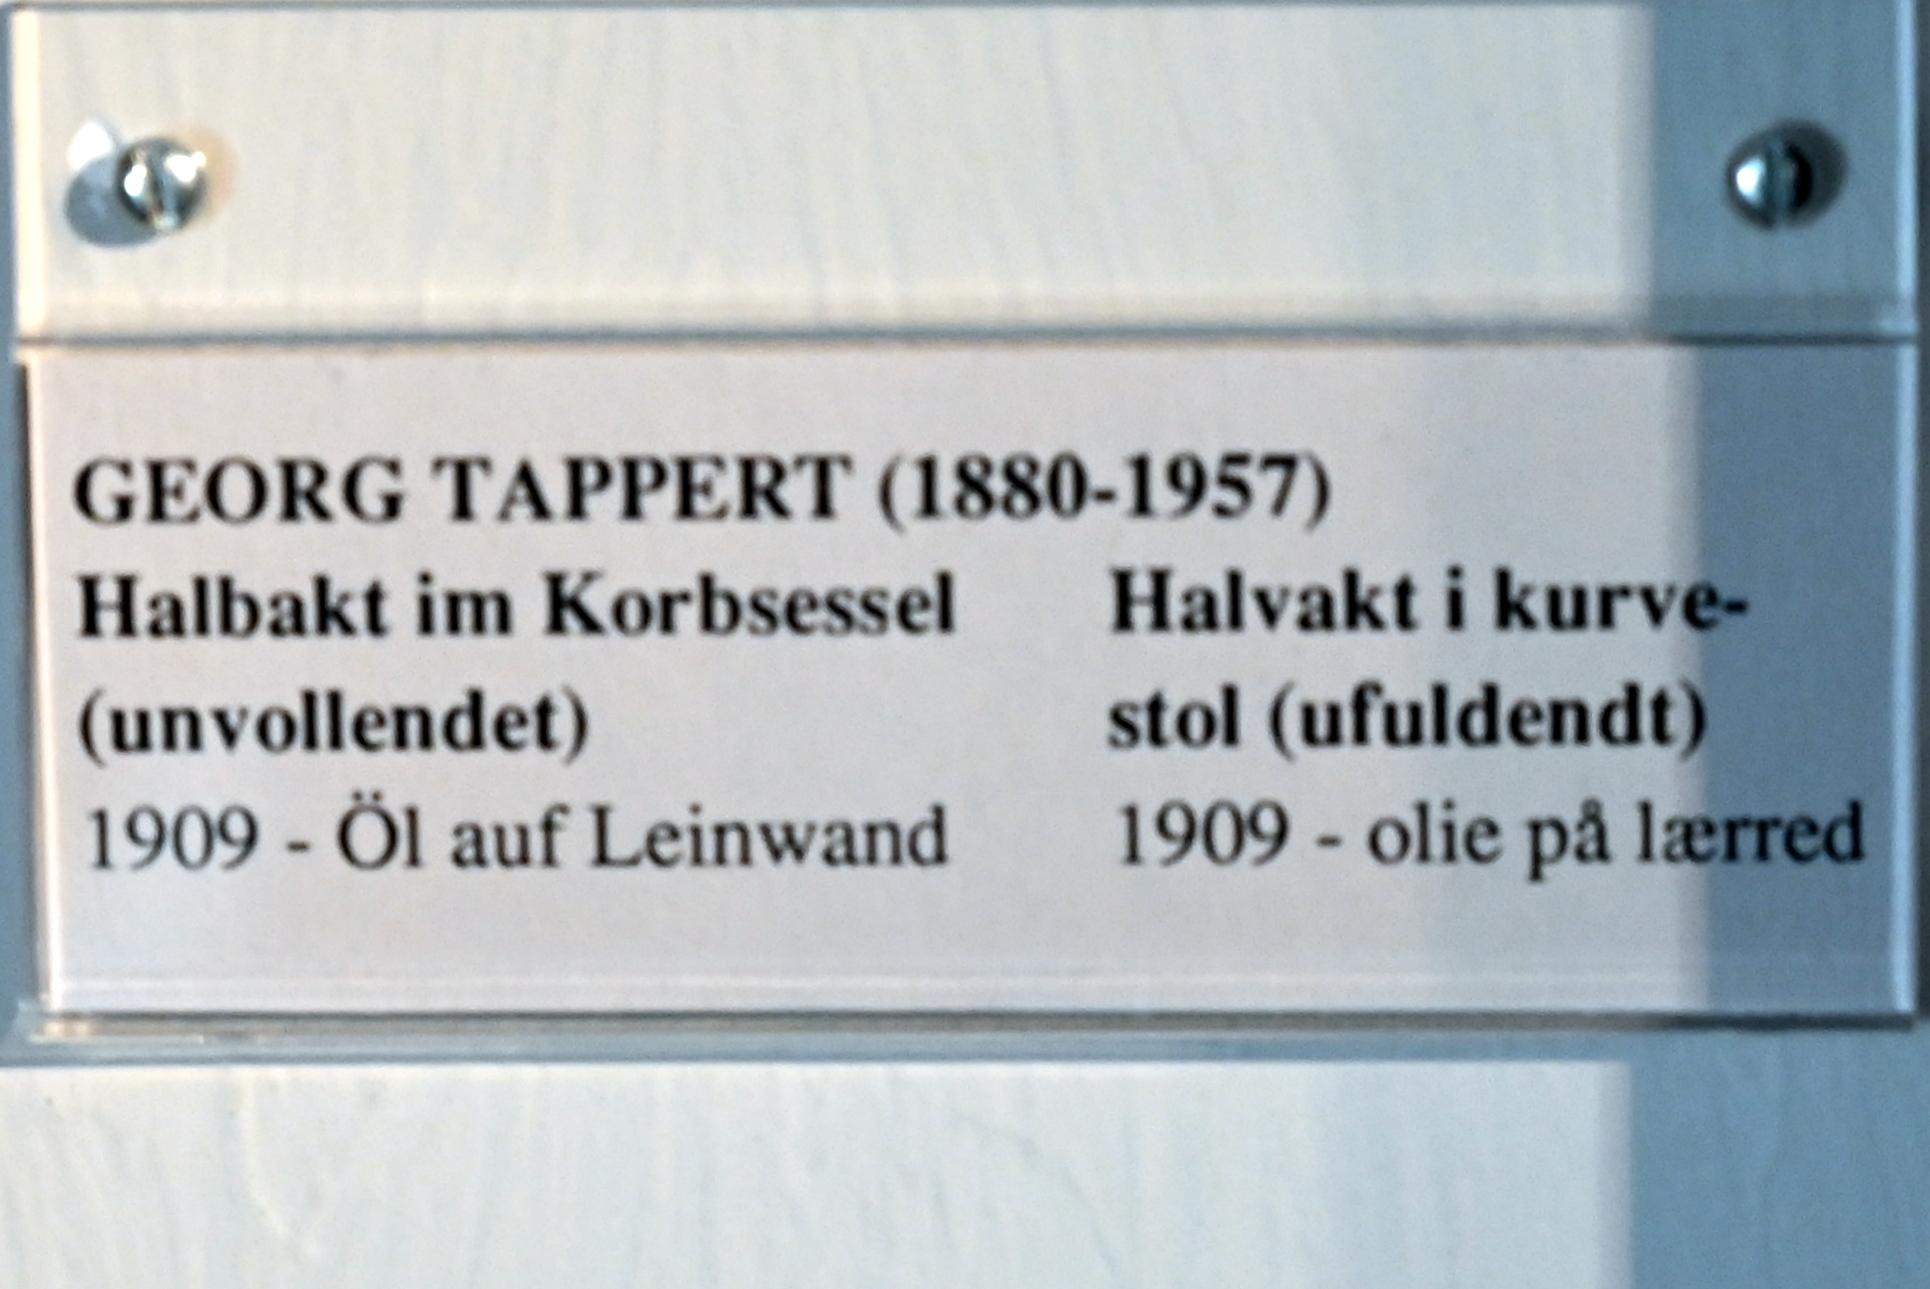 GEORG TAPPERT (1880-1957)
Halbakt im Korbsessel
(unvollendet)
1909 - Öl auf Leinwand
Halvakt i kurve-
stol (ufuldendt)
1909 - olie på lærred